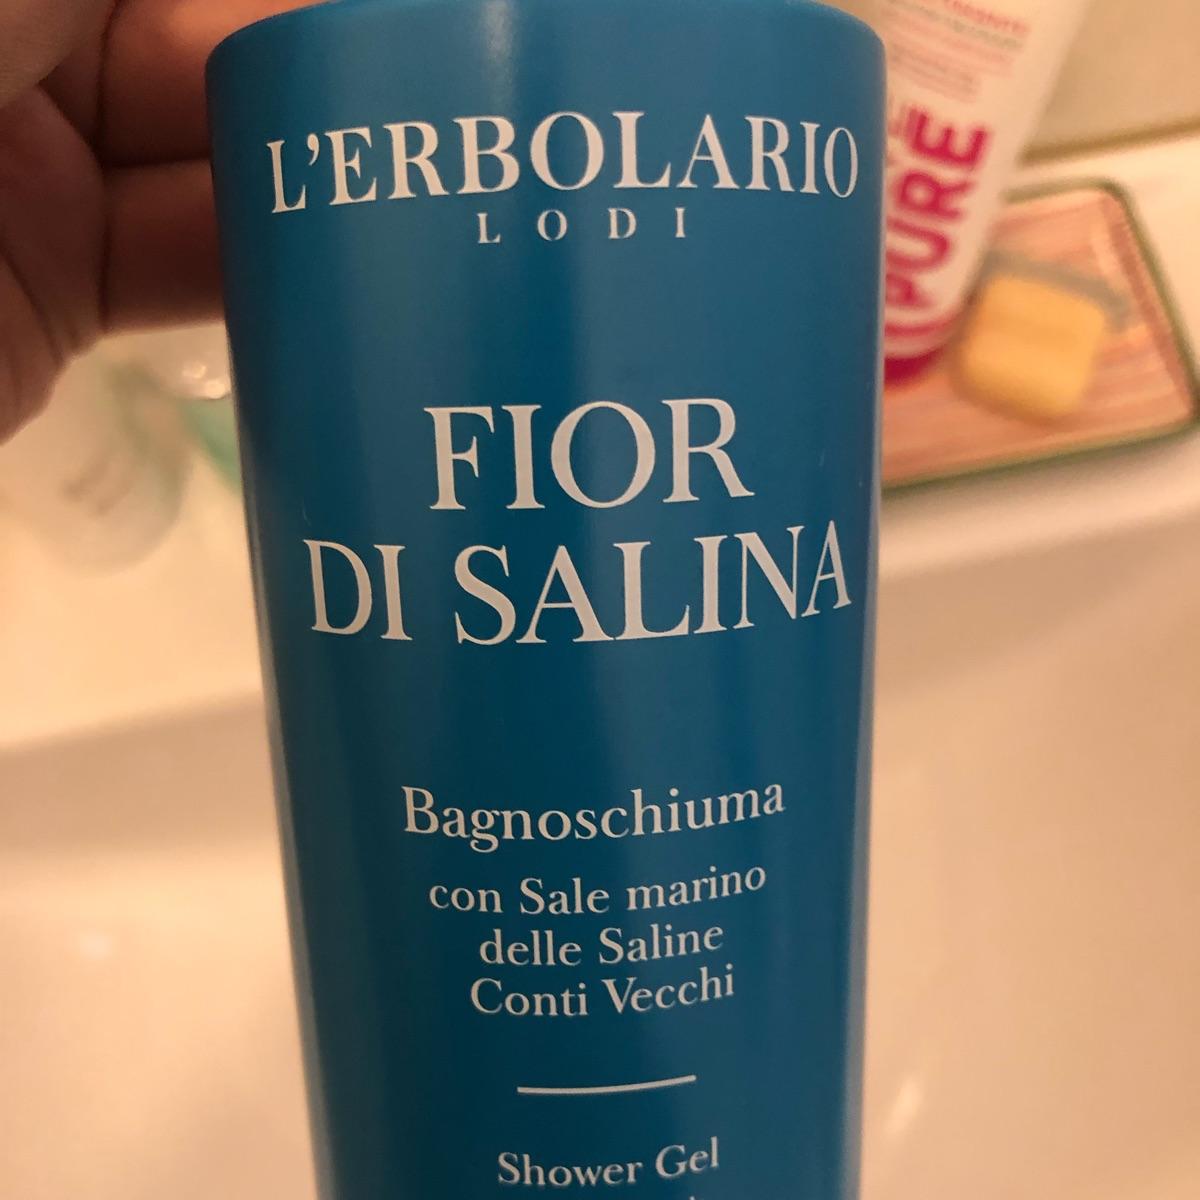 L'ERBOLARIO
LODI
FIOR
DI SALINA
Bagnoschiuma
con Sale marino
delle Saline
Conti Vecchi
Shower Gel
PURE